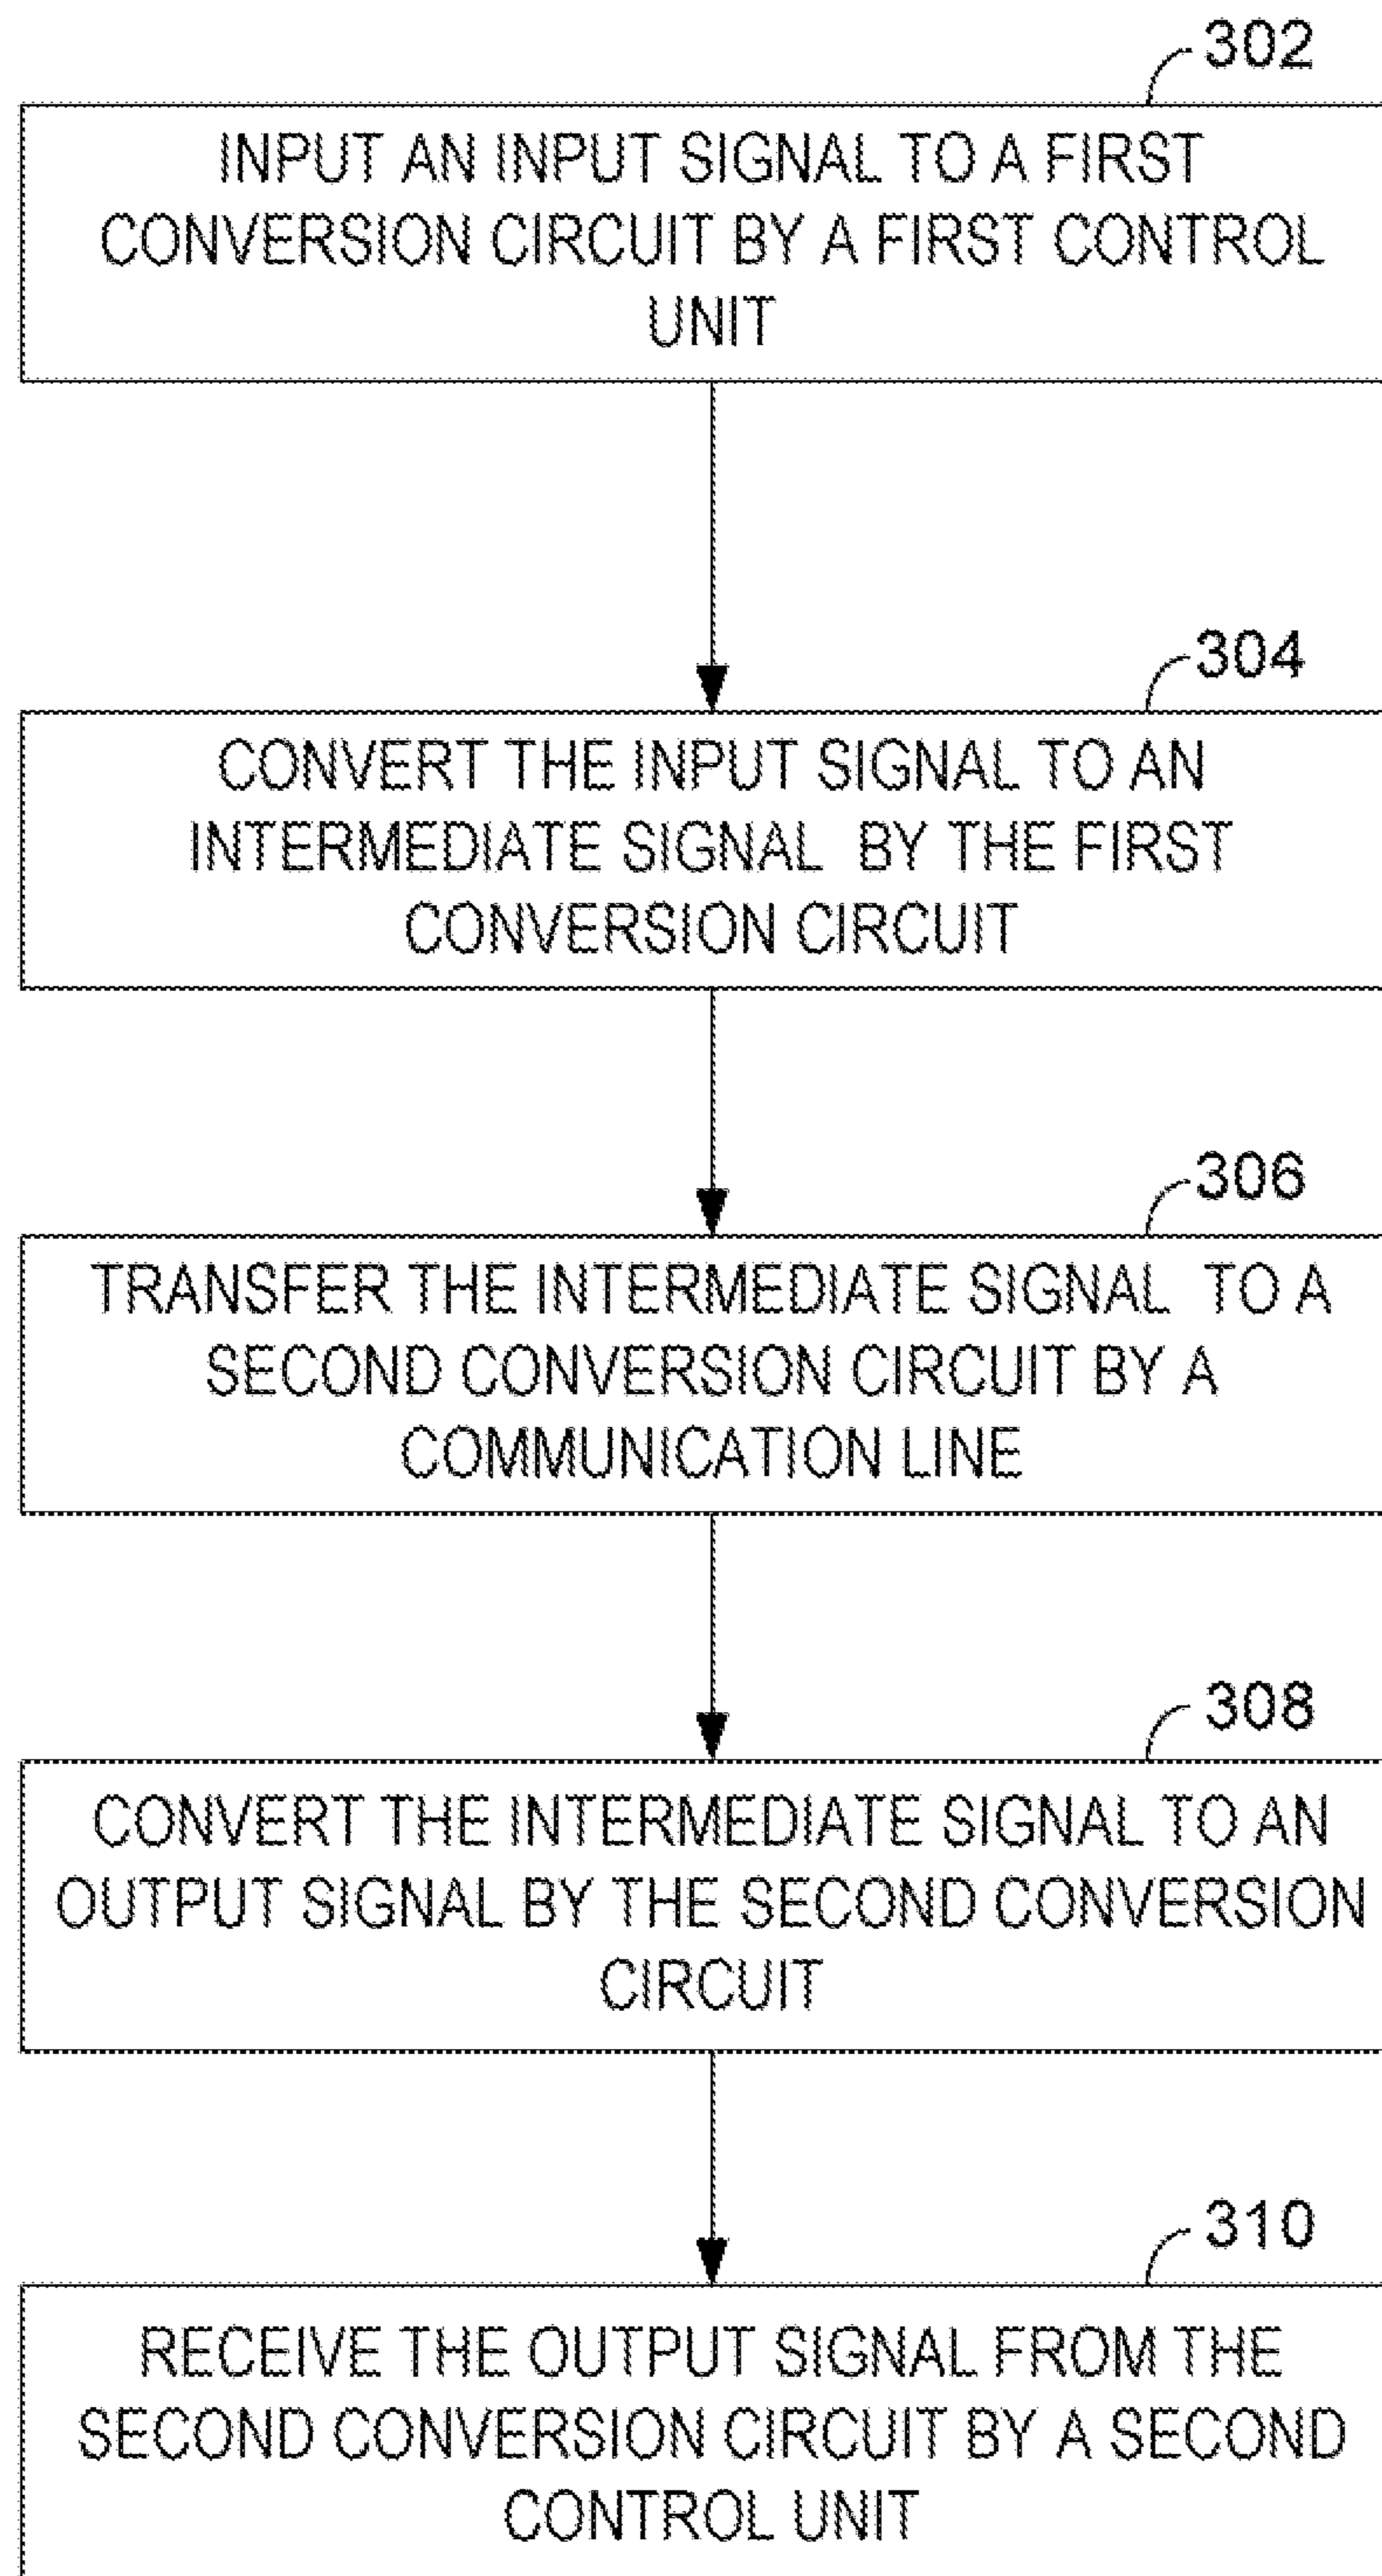 302
INPUT AN INPUT SIGNAL TO A FIRST
CONVERSION CIRCUIT BY A FIRST CONTROL
UNIT
304
CONVERT THE INPUT SIGNAL TO AN
INTERMEDIATE SIGNAL BY THE FIRST
CONVERSION CIRCUIT
306
TRANSFER THE INTERMEDIATE SIGNAL TO A
SECOND CONVERSION CIRCUIT BY A
COMMUNICATION LINE
308
CONVERT THE INTERMEDIATE SIGNAL TO AN
OUTPUT SIGNAL BY THE SECOND CONVERSION
CIRCUIT
310
RECEIVE THE OUTPUT SIGNAL FROM THE
SECOND CONVERSION CIRCUIT BY A SECOND
CONTROL UNIT